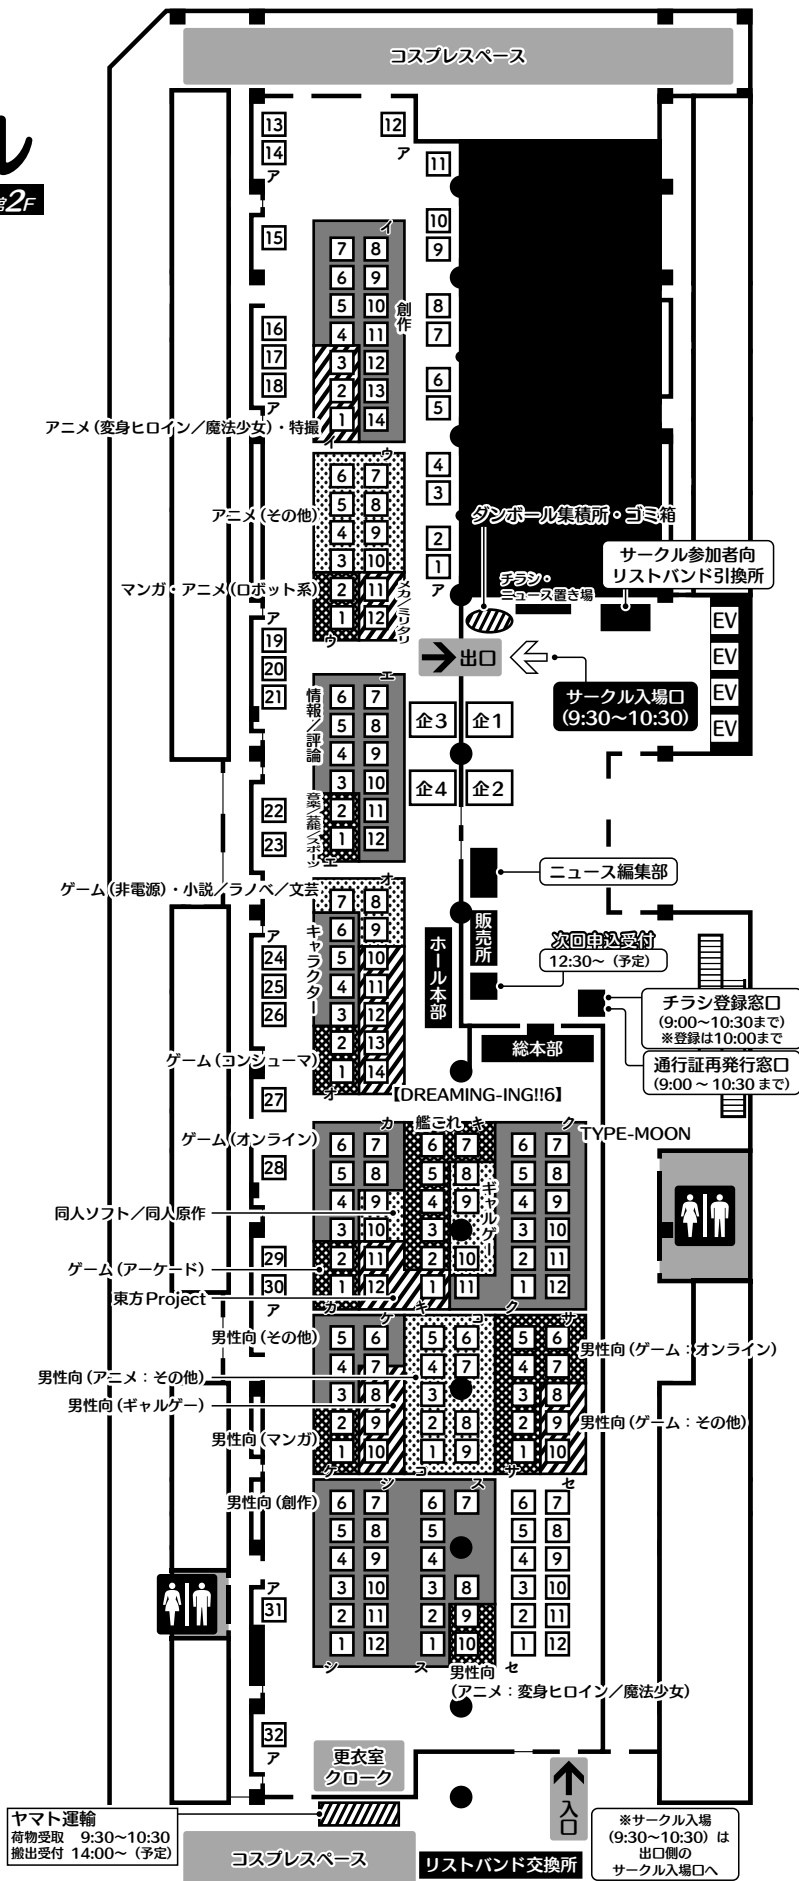 コスプレスペース
ル
館2F
13
14
ア
12
ア
11
15
10
9
イ
7 8
6 9
5 10
4 11
3 12
2 13
1 14
イ
創作
16
17
18
ア
8
7
6
5
4
3
2
1
ア
アニメ(変身ヒロイン/魔法少女)・特撮
ウ
6 7
5 8
4 9
3 10
2 11
1 12
ウ
アニメ(その他)
マンガ・アニメ(ロボット系)
メカ/ミリタリ
ダンボール集積所・ゴミ箱
サークル参加者向
リストバンド引換所
チラシ・
ニュース置き場
EV
EV
EV
EV
出口
サークル入場口
(9:30~10:30)
ア
19
20
21
エ
6 7
5 8
4 9
3 10
2 11
1 12
エ
情報/評論
音楽/芸能/スポーツ
企3 企1
企4 企2
22
23
ニュース編集部
ゲーム(非電源)・小説/ラノベ/文芸
オ
7 8
6 9
5 10
4 11
3 12
2 13
1 14
オ
キャラクター
ゲーム(コンシューマ)
ア
24
25
26
ホール本部
販売所
次回申込受付
12:30~(予定)
チラシ登録窓口
(9:00~10:30まで)
※登録は10:00まで
総本部
通行証再発行窓口
(9:00~10:30まで)
27
【DREAMING-ING!!6】
ゲーム(オンライン)
カ
6 7
5 8
4 9
3 10
2 11
1 12
カ
艦これ
キ
6 7
5 8
4 9
3
2 10
1 11
キ
ギャルゲー
ク
6 7
5 8
4 9
3 10
2 11
1 12
ク
TYPE-MOON
28
同人ソフト/同人原作
ゲーム(アーケード)
東方Project
29
30
ア
男性向(その他)
ケ
5 6
4 7
3 8
2 9
1 10
ケ
コ
5 6
4 7
3
2 8
1 9
コ
サ
5 6
4 7
3 8
2 9
1 10
サ
男性向(ゲーム:オンライン)
男性向(アニメ:その他)
男性向(ギャルゲー)
男性向(ゲーム:その他)
男性向(マンガ)
男性向(創作)
シ
6 7
5 8
4 9
3 10
2 11
1 12
シ
ス
6 7
5
4
3 8
2 9
1 10
ス
セ
6 7
5 8
4 9
3 10
2 11
1 12
セ
男性向
(アニメ:変身ヒロイン/魔法少女)
ア
31
32
ア
更衣室
クローク
入口
ヤマト運輸
荷物受取 9:30~10:30
搬出受付 14:00~(予定)
コスプレスペース
リストバンド交換所
※サークル入場
(9:30~10:30)は
出口側の
サークル入場口へ